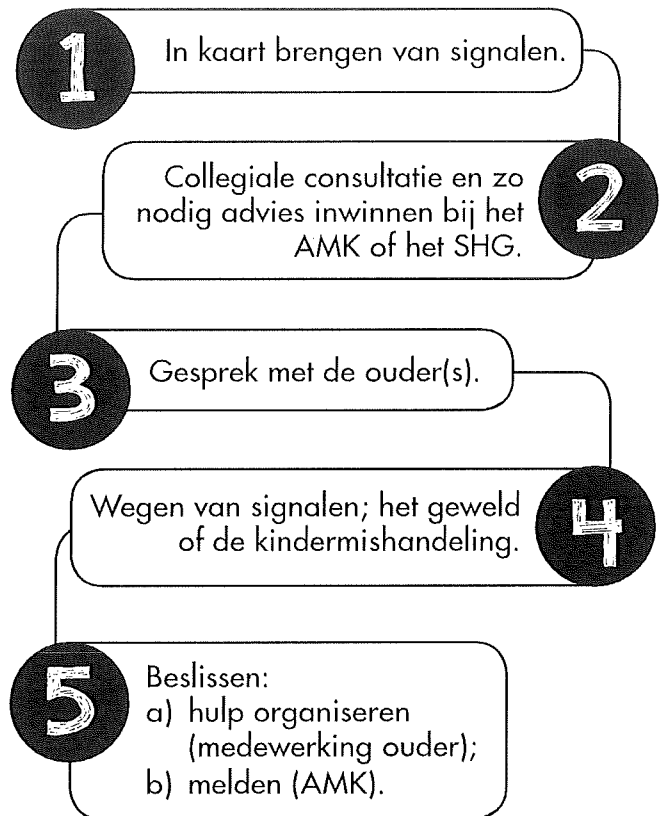 1
In kaart brengen van signalen.
Collegiale consultatie en zo
nodig advies inwinnen bij het
AMK of het SHG.
2
3
Gesprek met de ouder(s).
Wegen van signalen; het geweld
of de kindermishandeling.
4
5
Beslissen:
a) hulp organiseren
(medewerking ouder);
b) melden (AMK).